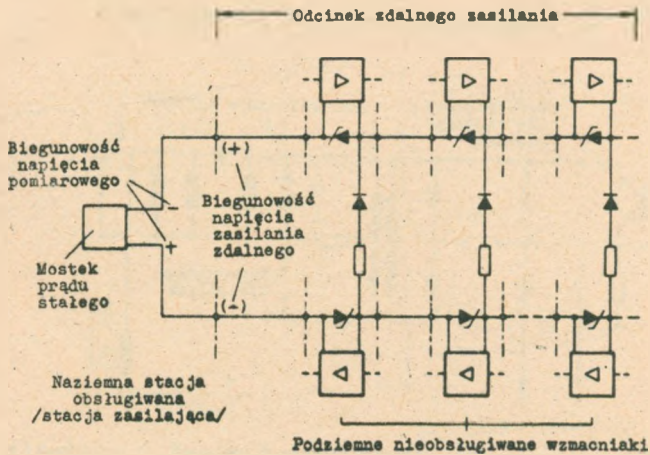 Odcinek zdalnego zasilania
(+)
Biegunowość
napięcia
pomiarowego
-
+
Biegunowość
napięcia
zasilania
zdalnego
Mostek
prądu
stałego
(-)
Naziemna stacja
obsługiwana
/stacja zasilająca/
Podziemne nieobsługiwane wzmacniaki